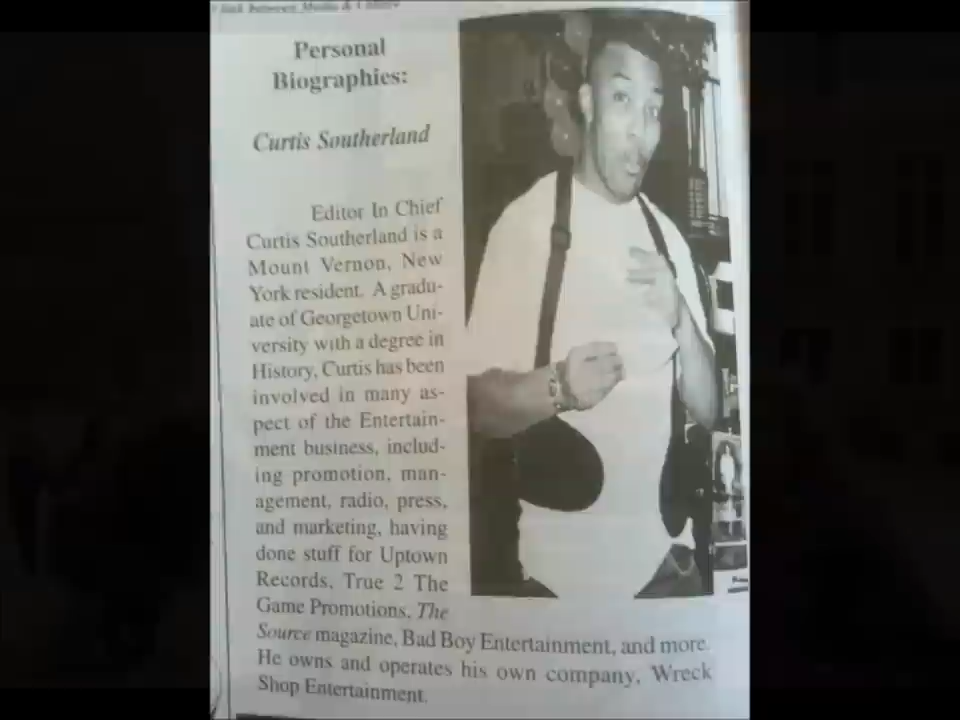 Between Media & Culture
Personal
Biographies:
Curtis Southerland
Editor In Chief
Curtis Southerland is a
Mount Vernon, New
York resident. A gradu-
ate of Georgetown Uni-
versity with a degree in
History, Curtis has been
involved in many as-
pect of the Entertain-
ment business, includ-
ing promotion, man-
agement, radio, press,
and marketing, having
done stuff for Uptown
Records, True 2 The
Game Promotions, The
Source magazine, Bad Boy Entertainment, and more.
He owns and operates his own company, Wreck
Shop Entertainment.